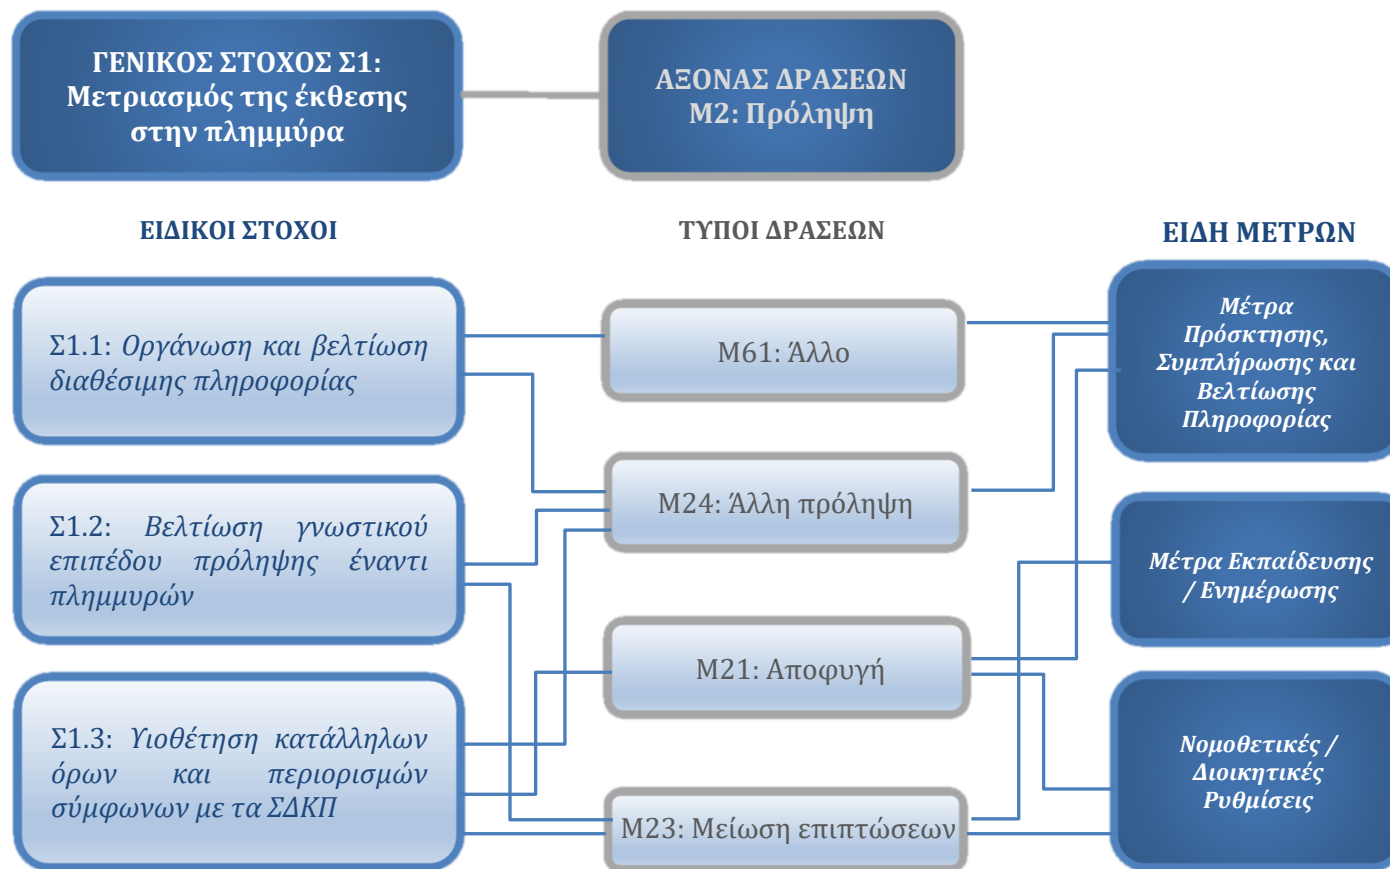 ΓΕΝΙΚΟΣ ΣΤΟΧΟΣ Σ1:
Μετριασμός της έκθεσης
στην πλημμύρα
ΑΞΟΝΑΣ ΔΡΑΣΕΩΝ
Μ2: Πρόληψη
ΕΙΔΙΚΟΙ ΣΤΟΧΟΙ
ΤΥΠΟΙ ΔΡΑΣΕΩΝ
ΕΙΔΗ ΜΕΤΡΩΝ
Σ1.1: Οργάνωση και βελτίωση
διαθέσιμης πληροφορίας
Σ1.2: Βελτίωση γνωστικού
επιπέδου πρόληψης έναντι
πλημμυρών
Σ1.3: Υιοθέτηση κατάλληλων
όρων και περιορισμών
σύμφωνων με τα ΣΔΚΠ
Μ61: Άλλο
Μ24: Άλλη πρόληψη
Μ21: Αποφυγή
Μ23: Μείωση επιπτώσεων
Μέτρα
Πρόσκτησης,
Συμπλήρωσης και
Βελτίωσης
Πληροφορίας
Μέτρα Εκπαίδευσης
/ Ενημέρωσης
Νομοθετικές /
Διοικητικές
Ρυθμίσεις